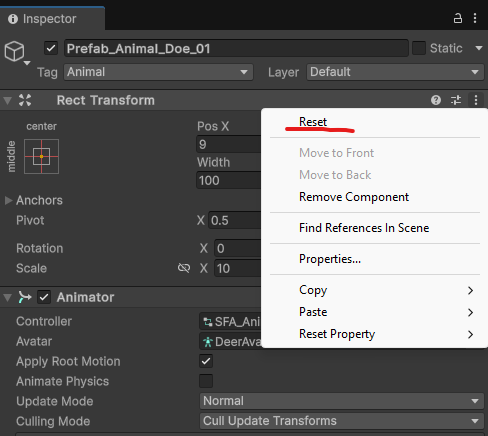 Inspector
Prefab_Animal_Doe_01
Static
Tag Animal
Layer Default
Rect Transform
center
middle
Pos X
9
Width
100
Anchors
Pivot X 0.5
Rotation X 0
Scale X 10
Reset
Move to Front
Move to Back
Remove Component
Find References In Scene
Properties...
Copy
Paste
Reset Property
Animator
Controller SFA_Ani
Avatar DeerAva
Apply Root Motion
Animate Physics
Update Mode Normal
Culling Mode Cull Update Transforms